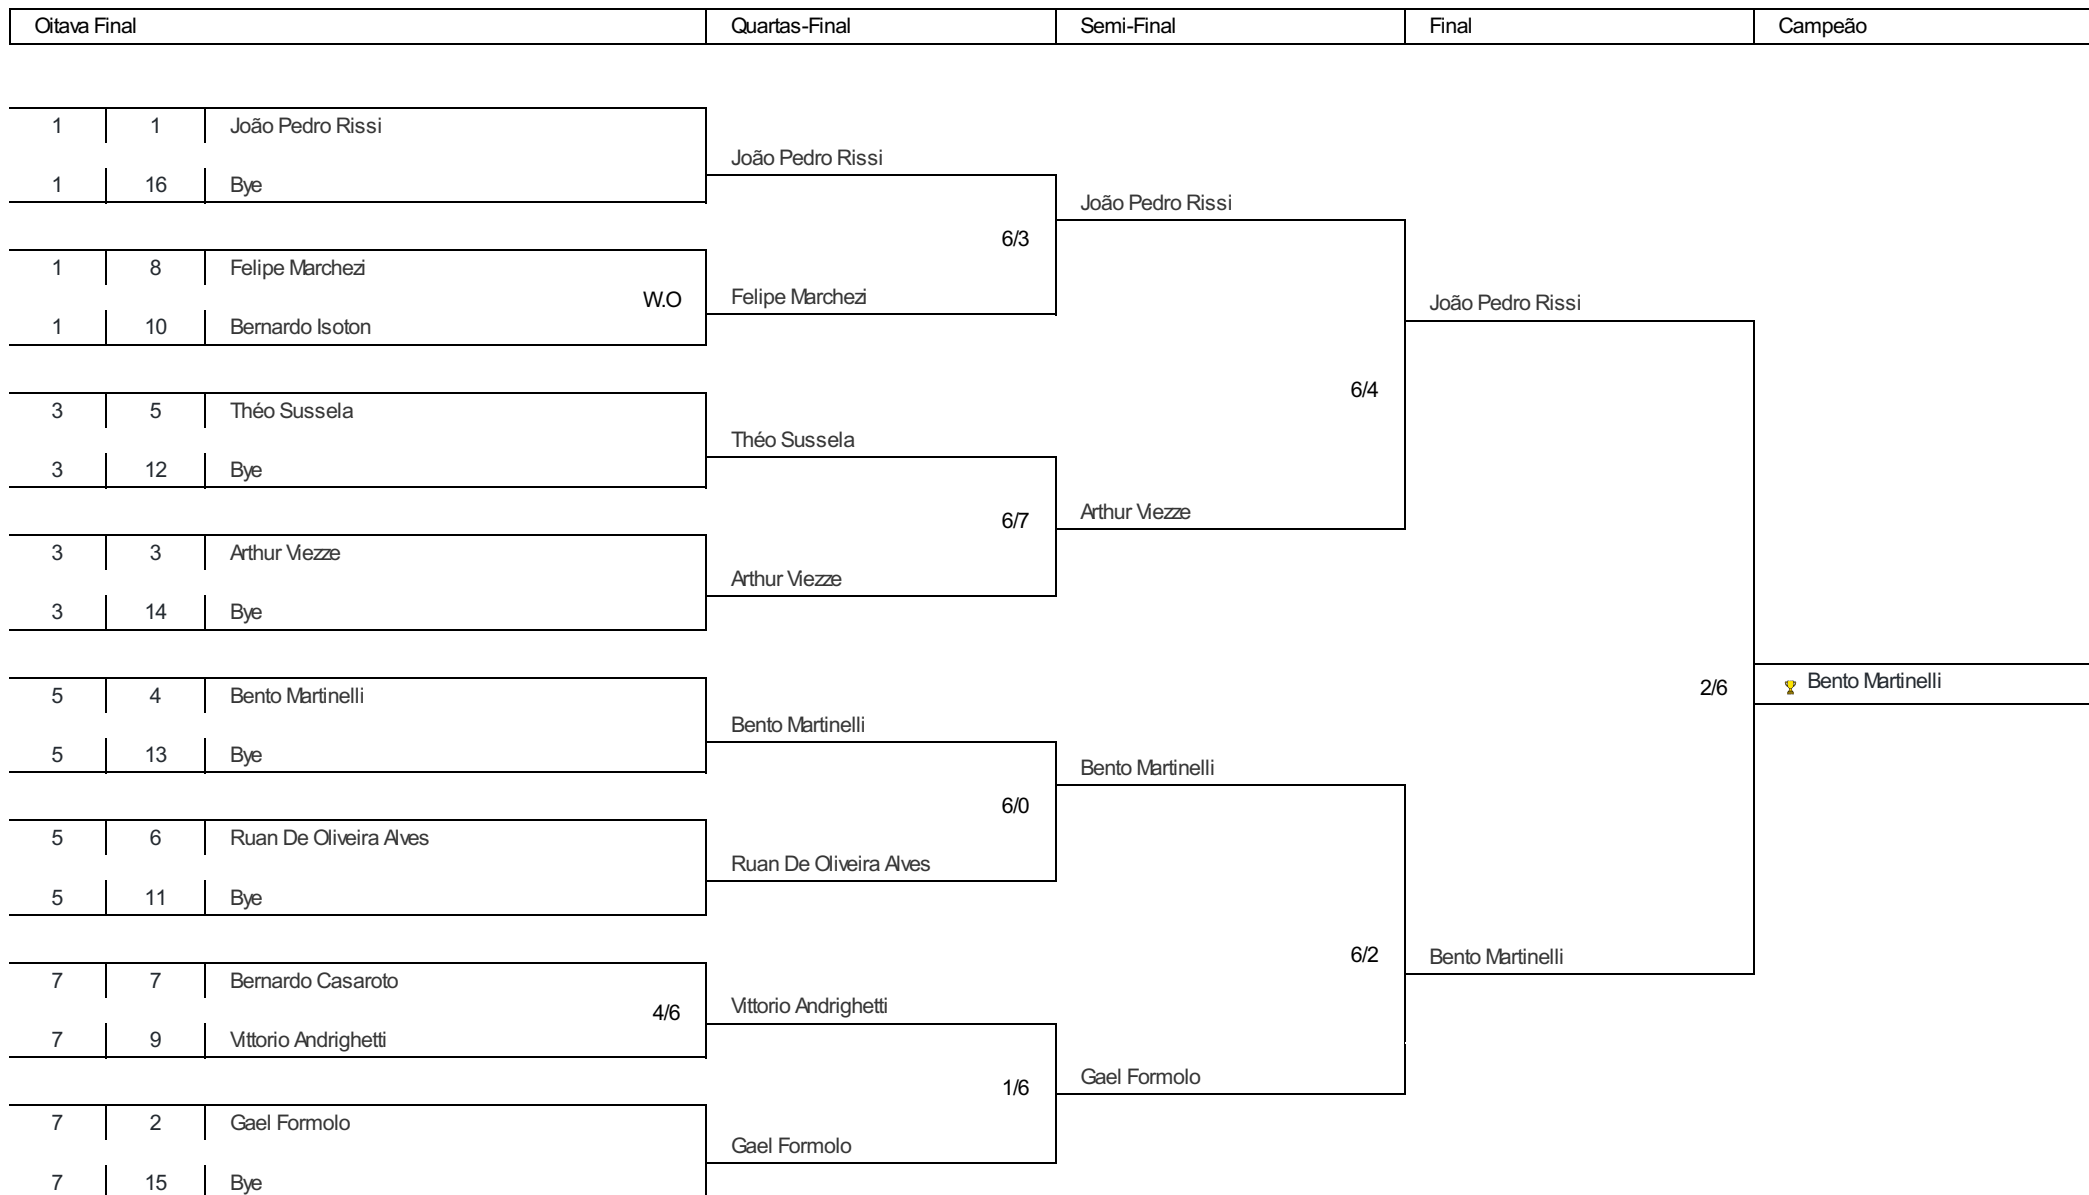 Oitava Final Quartas-Final Semi-Final Final Campeão
1 1 João Pedro Rissi
João Pedro Rissi
1 16 Bye
João Pedro Rissi
6/3
1 8 Felipe Marchezi
W.O
Felipe Marchezi
João Pedro Rissi
1 10 Bernardo Isoton
6/4
3 5 Théo Sussela
Théo Sussela
3 12 Bye
Arthur Viezze
6/7
3 3 Arthur Viezze
Arthur Viezze
3 14 Bye
Bento Martinelli
2/6
5 4 Bento Martinelli
Bento Martinelli
5 13 Bye
Bento Martinelli
6/0
5 6 Ruan De Oliveira Alves
Ruan De Oliveira Alves
5 11 Bye
6/2
Bento Martinelli
7 7 Bernardo Casaroto
Vittorio Andrighetti
4/6
7 9 Vittorio Andrighetti
Gael Formolo
1/6
7 2 Gael Formolo
Gael Formolo
7 15 Bye